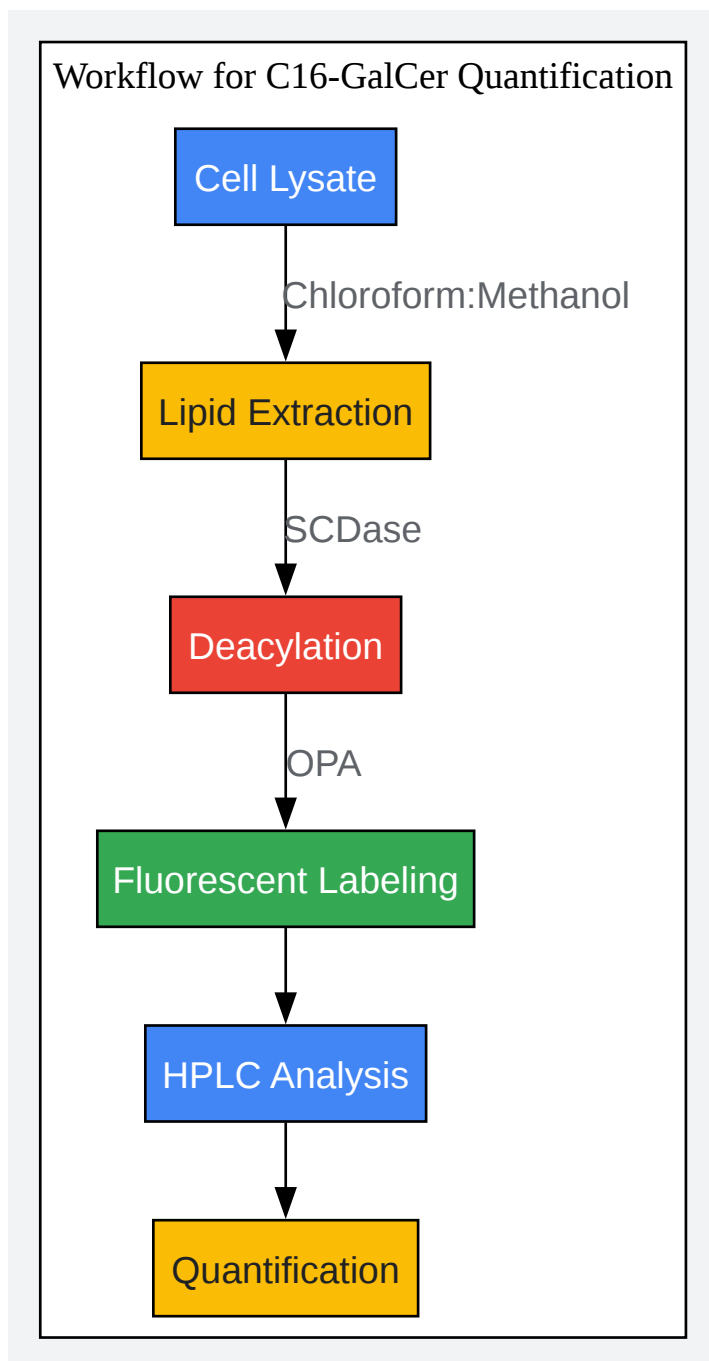 Workflow for C16-GalCer Quantification
Cell Lysate
Chloroform:Methanol
Lipid Extraction
SCDase
Deacylation
OPA
Fluorescent Labeling
HPLC Analysis
Quantification